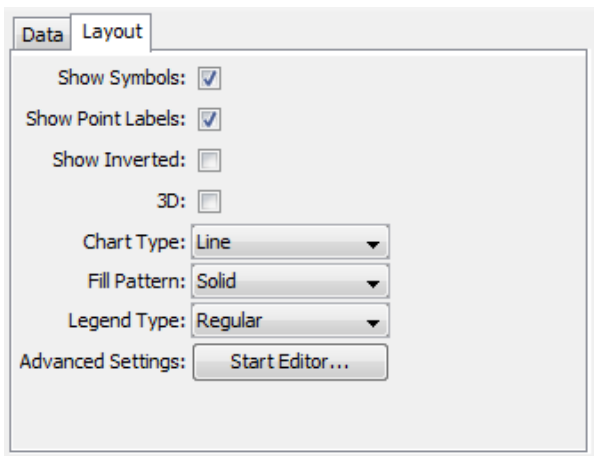 Data Layout
Show Symbols:
Show Point Labels:
Show Inverted:
3D:
Chart Type: Line
Fill Pattern: Solid
Legend Type: Regular
Advanced Settings: Start Editor...